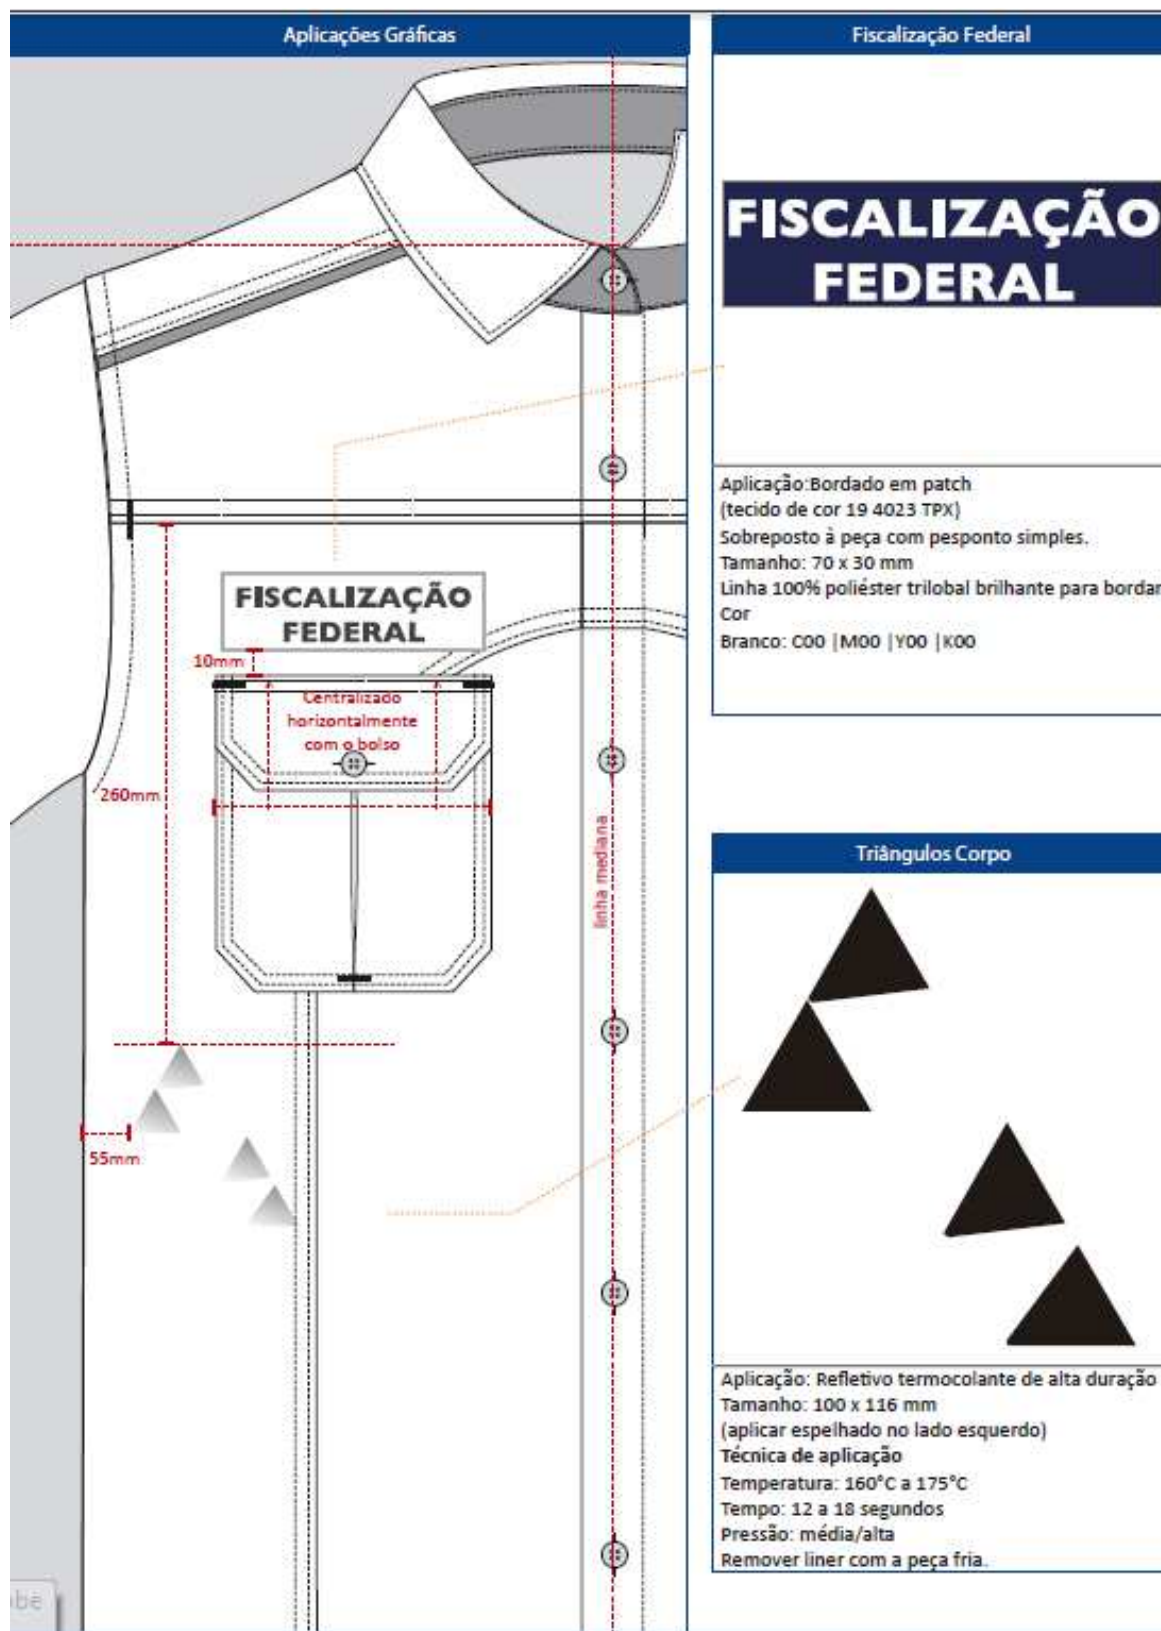 Aplicações Gráficas
FISCALIZAÇÃO
FEDERAL
10mm
Centralizado
horizontalmente
com o bolso
260mm
linha mediana
55mm
Fiscalização Federal
FISCALIZAÇÃO
FEDERAL
Aplicação:Bordado em patch
(tecido de cor 19 4023 TPX)
Sobreposto à peça com pesponto simples.
Tamanho: 70 x 30 mm
Linha 100% poliéster trilobal brilhante para bordar
Cor
Branco: C00 |M00 |Y00 |K00
Triângulos Corpo
Aplicação: Refletivo termocolante de alta duração
Tamanho: 100 x 116 mm
(aplicar espelhado no lado esquerdo)
Técnica de aplicação
Temperatura: 160°C a 175°C
Tempo: 12 a 18 segundos
Pressão: média/alta
Remover liner com a peça fria.